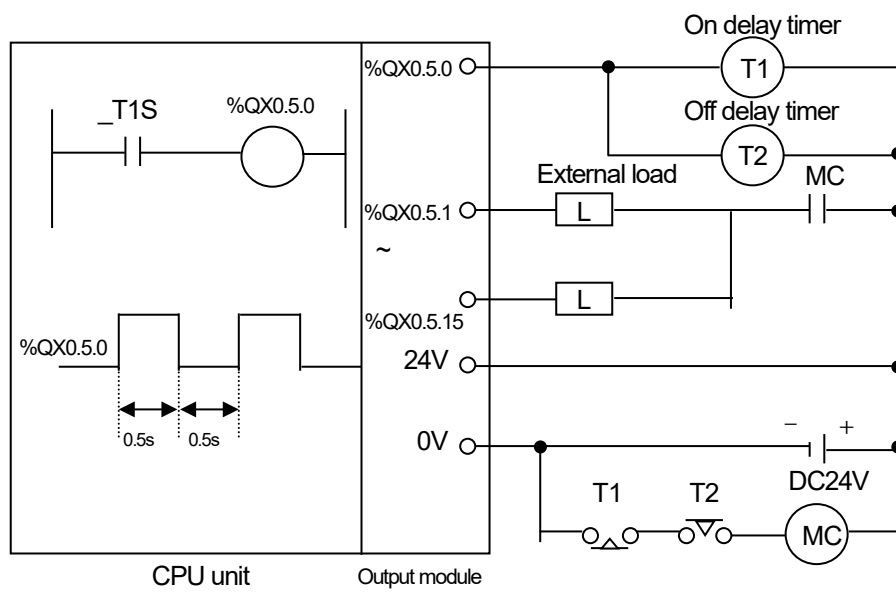 On delay timer
%QX0.5.0
T1
_T1S
%QX0.5.0
Off delay timer
T2
External load
MC
%QX0.5.1
L
~
L
%QX0.5.15
%QX0.5.0
24V
0.5s
0.5s
0V
− +
DC24V
T1
T2
MC
CPU unit
Output module